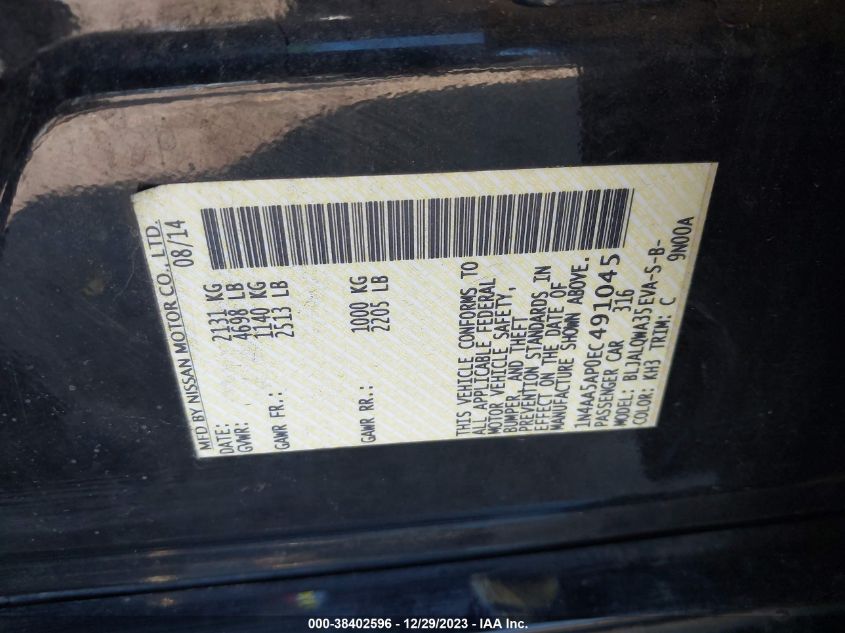 MFD BY NISSAN MOTOR CO., LTD.
DATE: 08/14
GVWR: 2131 KG
4698 LB
GAWR FR.: 1140 KG
2513 LB
GAWR RR.: 1000 KG
2205 LB
THIS VEHICLE CONFORMS TO
ALL APPLICABLE FEDERAL
MOTOR VEHICLE SAFETY,
BUMPER, AND THEFT
PREVENTION STANDARDS IN
EFFECT ON THE DATE OF
MANUFACTURE SHOWN ABOVE.
1N4AA5AP0EC491045
PASSENGER CAR 316
MODEL: BLJALQWA35EVA-S-B-
COLOR: KH3 TRIM: C 9N00A
000-38402596 - 12/29/2023 - IAA Inc.